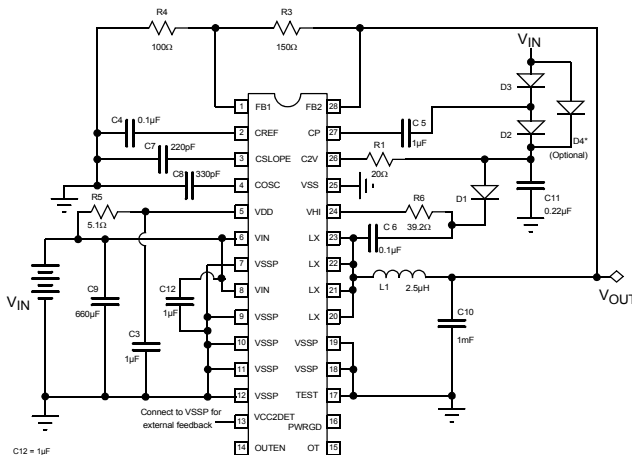 R4
100Ω
R3
150Ω
VIN
D3
D2
D4*
(Optional)
C4
0.1µF
C7
220pF
C8
330pF
C 5
1µF
R1
20Ω
D1
C11
0.22µF
R5
5.1Ω
R6
39.2Ω
C 6
0.1µF
L1
2.5µH
VOUT
C10
1mF
VIN
C9
660µF
C3
1µF
C12
1µF
1 FB1 FB2 28
2 CREF CP 27
3 CSLOPE C2V 26
4 COSC VSS 25
5 VDD VHI 24
6 VIN LX 23
7 VSSP LX 22
8 VIN LX 21
9 VSSP LX 20
10 VSSP VSSP 19
11 VSSP VSSP 18
12 VSSP TEST 17
13 VCC2DET PWRGD 16
14 OUTEN OT 15
Connect to VSSP for
external feedback
C12 = 1µF